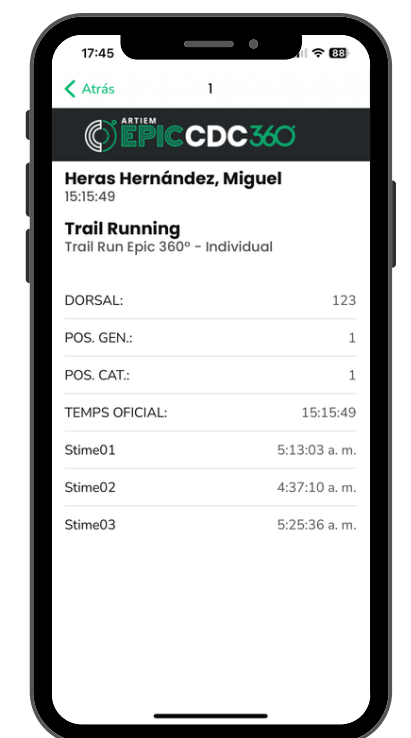 17:45
88
Atrás
1
ARTIEM
EPIC CDC 360º
Heras Hernández, Miguel
15:15:49
Trail Running
Trail Run Epic 360º - Individual
DORSAL: 123
POS. GEN.: 1
POS. CAT.: 1
TEMPS OFICIAL: 15:15:49
Stime01 5:13:03 a. m.
Stime02 4:37:10 a. m.
Stime03 5:25:36 a. m.